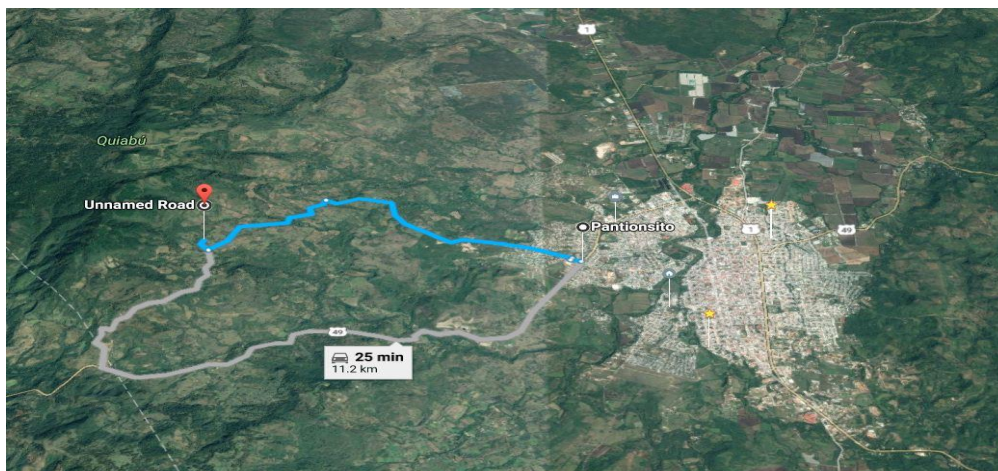 1
Quiabú
Unnamed Road
Pantionsito
1
49
49
25 min
11.2 km